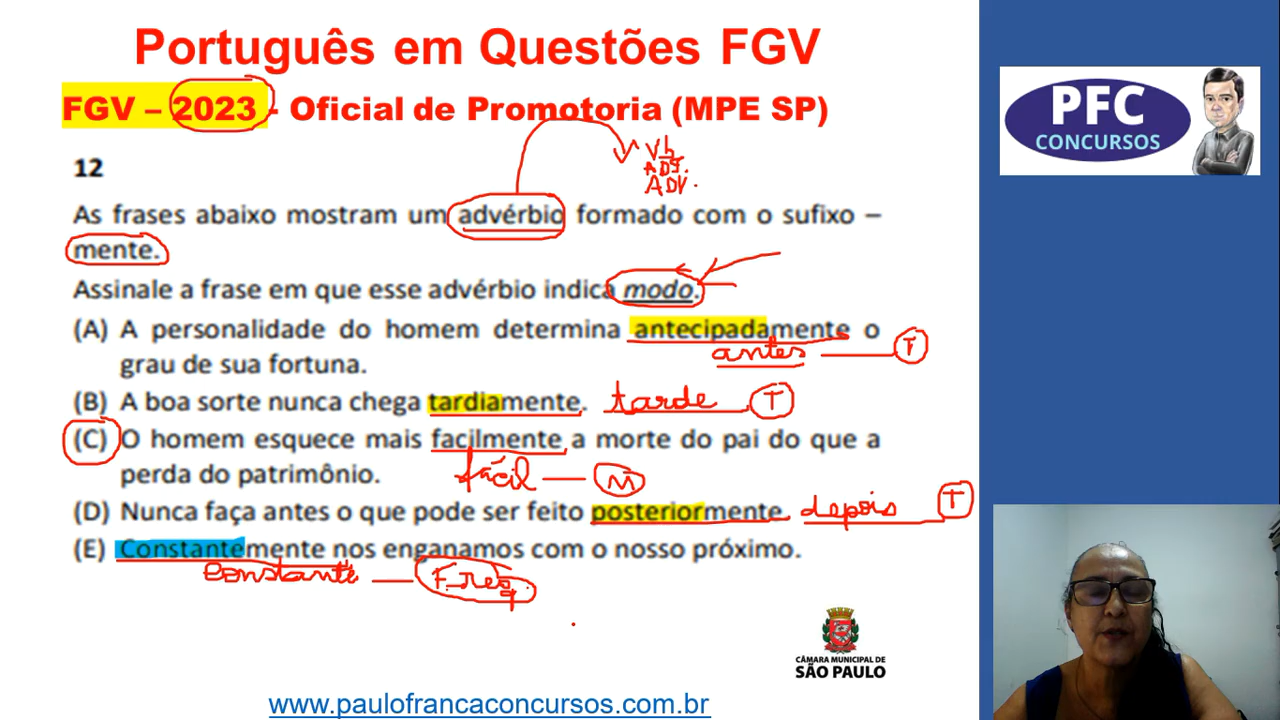 Português em Questões FGV
FGV – 2023 - Oficial de Promotoria (MPE SP)
PFC
CONCURSOS
12
Vb
ADJ.
ADV.
As frases abaixo mostram um advérbio formado com o sufixo –
mente.
Assinale a frase em que esse advérbio indica modo.
(A) A personalidade do homem determina antecipadamente o
antes T
grau de sua fortuna.
(B) A boa sorte nunca chega tardiamente. tarde T
(C) O homem esquece mais facilmente a morte do pai do que a
perda do patrimônio. fácil M
(D) Nunca faça antes o que pode ser feito posteriormente. depois T
(E) Constantemente nos enganamos com o nosso próximo.
constante Freq
CÂMARA MUNICIPAL DE
SÃO PAULO
www.paulofrancaconcursos.com.br